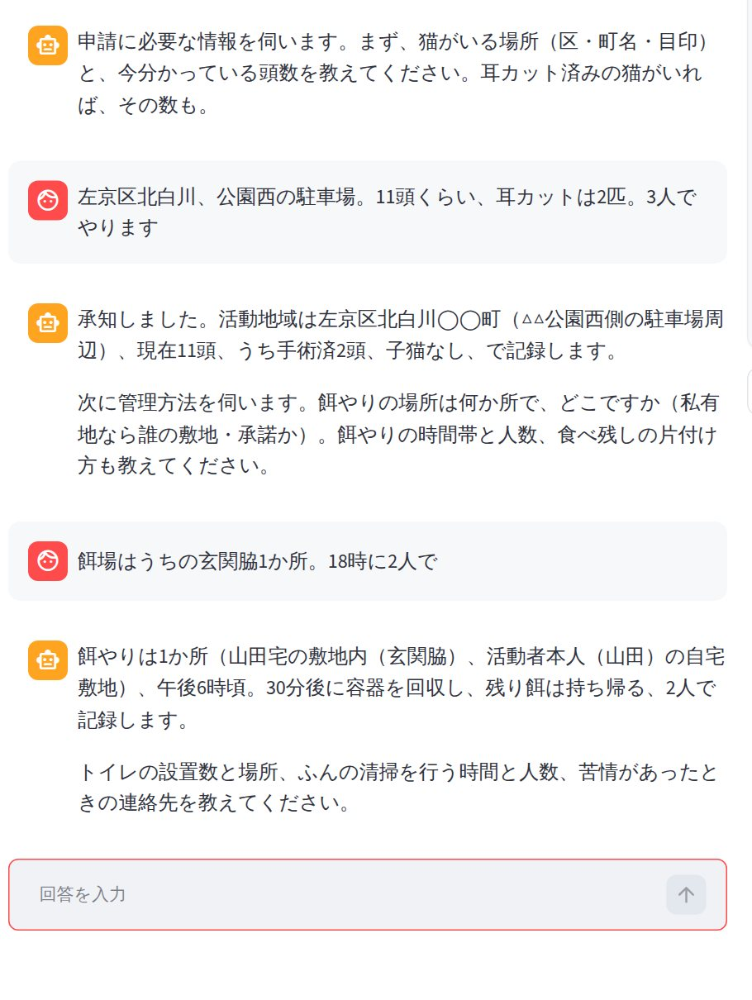 申請に必要な情報を伺います。まず、猫がいる場所（区・町名・目印）
と、今分かっている頭数を教えてください。耳カット済みの猫がいれ
ば、その数も。
左京区北白川、公園西の駐車場。11頭くらい、耳カットは2匹。3人で
やります
承知しました。活動地域は左京区北白川◯◯町（△△公園西側の駐車場周
辺）、現在11頭、うち手術済2頭、子猫なし、で記録します。
次に管理方法を伺います。餌やりの場所は何か所で、どこですか（私有
地なら誰の敷地・承諾か）。餌やりの時間帯と人数、食べ残しの片付け
方も教えてください。
餌場はうちの玄関脇1か所。18時に2人で
餌やりは1か所（山田宅の敷地内（玄関脇）、活動者本人（山田）の自宅
敷地）、午後6時頃。30分後に容器を回収し、残り餌は持ち帰る、2人で
記録します。
トイレの設置数と場所、ふんの清掃を行う時間と人数、苦情があったと
きの連絡先を教えてください。
回答を入力